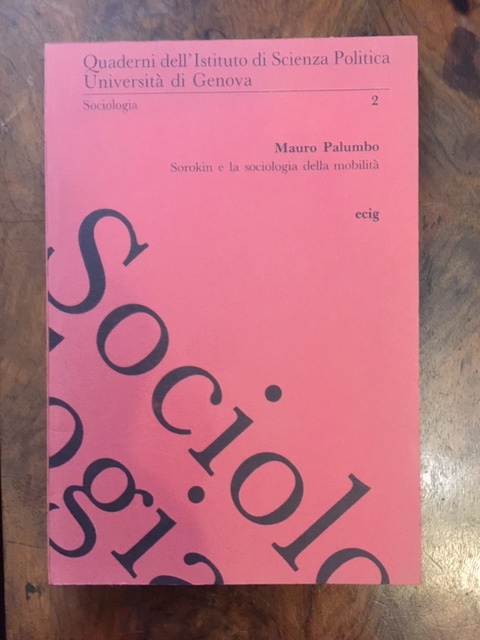 Quaderni dell'Istituto di Scienza Politica
Università di Genova
Sociologia 2
Mauro Palumbo
Sorokin e la sociologia della mobilità
ecig
Sociolo
ogia